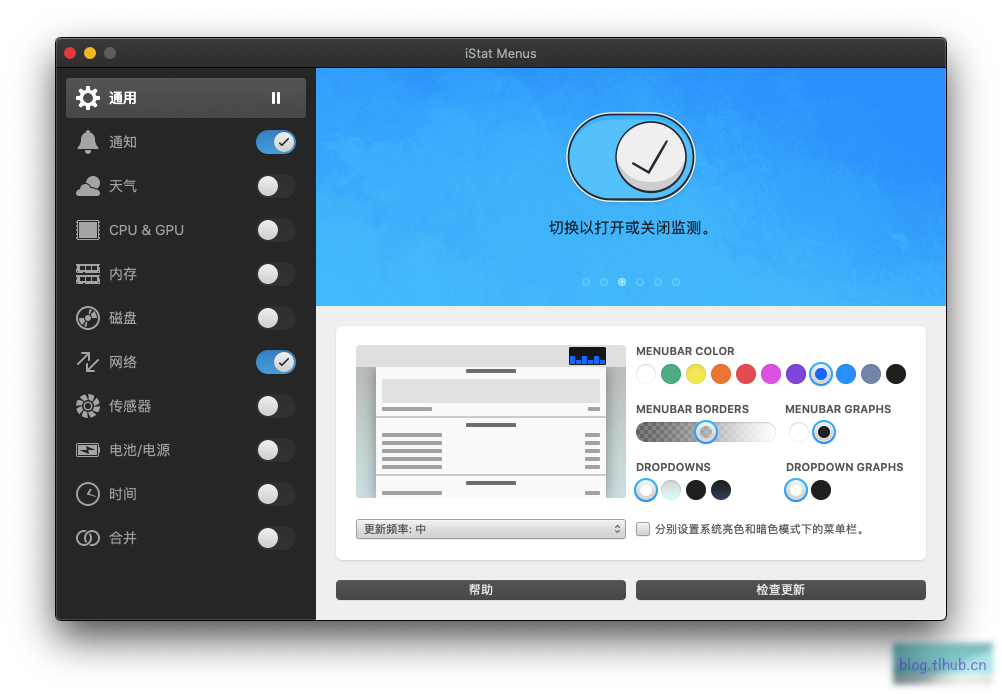 iStat Menus
通用
通知
天气
CPU & GPU
内存
磁盘
网络
传感器
电池/电源
时间
合并
切换以打开或关闭监测。
MENUBAR COLOR
MENUBAR BORDERS
MENUBAR GRAPHS
DROPDOWNS
DROPDOWN GRAPHS
更新频率: 中
分别设置系统亮色和暗色模式下的菜单栏。
帮助
检查更新
blog.tlhub.cn